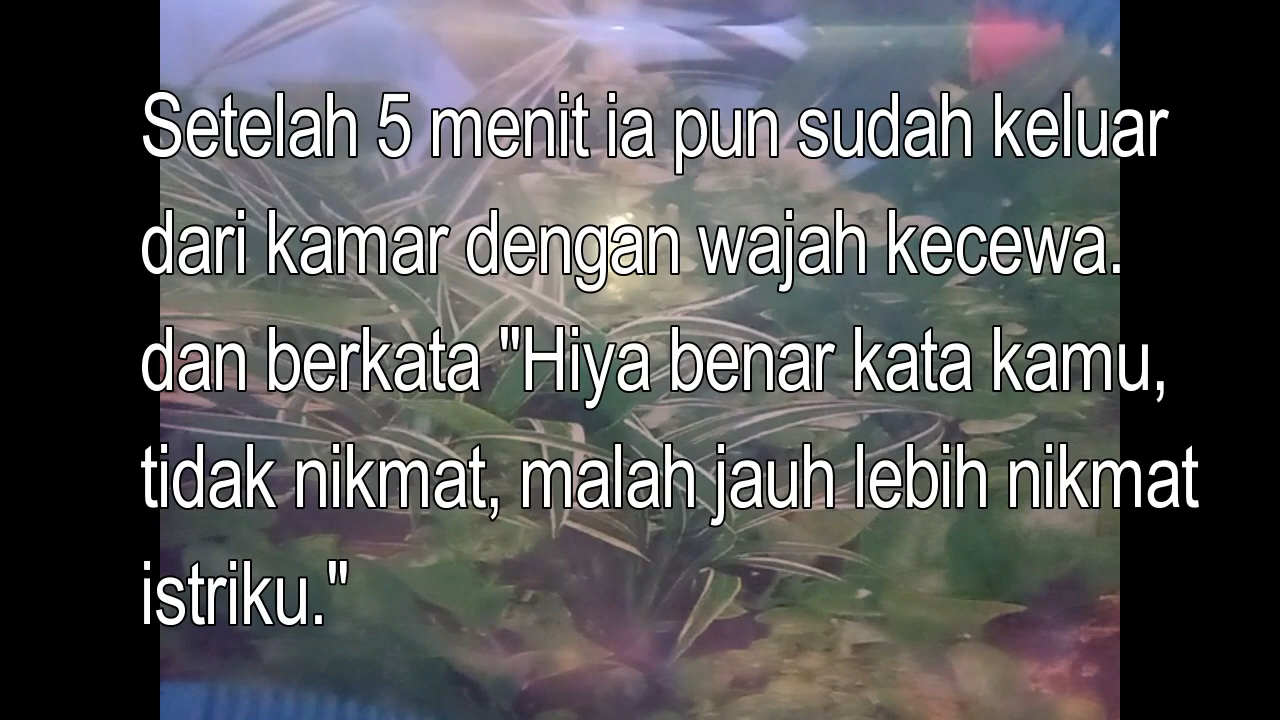 Setelah 5 menit ia pun sudah keluar
dari kamar dengan wajah kecewa.
dan berkata "Hiya benar kata kamu,
tidak nikmat, malah jauh lebih nikmat
istriku."